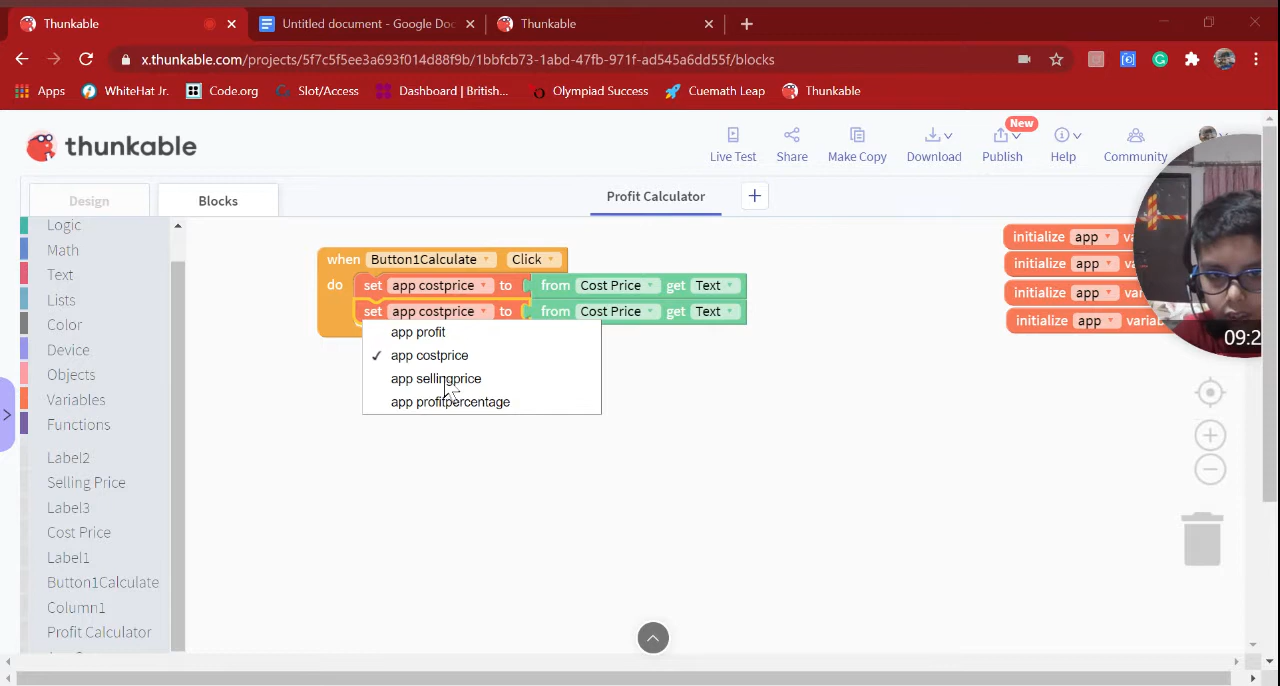 Thunkable
Untitled document - Google Doc
Thunkable
x.thunkable.com/projects/5f7c5f5ee3a693f014d88f9b/1bbfcb73-1abd-47fb-971f-ad545a6dd55f/blocks
Apps
WhiteHat Jr.
Code.org
Slot/Access
Dashboard | British...
Olympiad Success
Cuemath Leap
Thunkable
thunkable
New
Live Test
Share
Make Copy
Download
Publish
Help
Community
Design
Blocks
Profit Calculator
Logic
Math
Text
Lists
Color
Device
Objects
Variables
Functions
Label2
Selling Price
Label3
Cost Price
Label1
Button1Calculate
Column1
Profit Calculator
when Button1Calculate Click
do set app costprice to from Cost Price get Text
set app costprice to from Cost Price get Text
app profit
✓ app costprice
app sellingprice
app profitpercentage
initialize app
initialize app
initialize app
initialize app
09:2